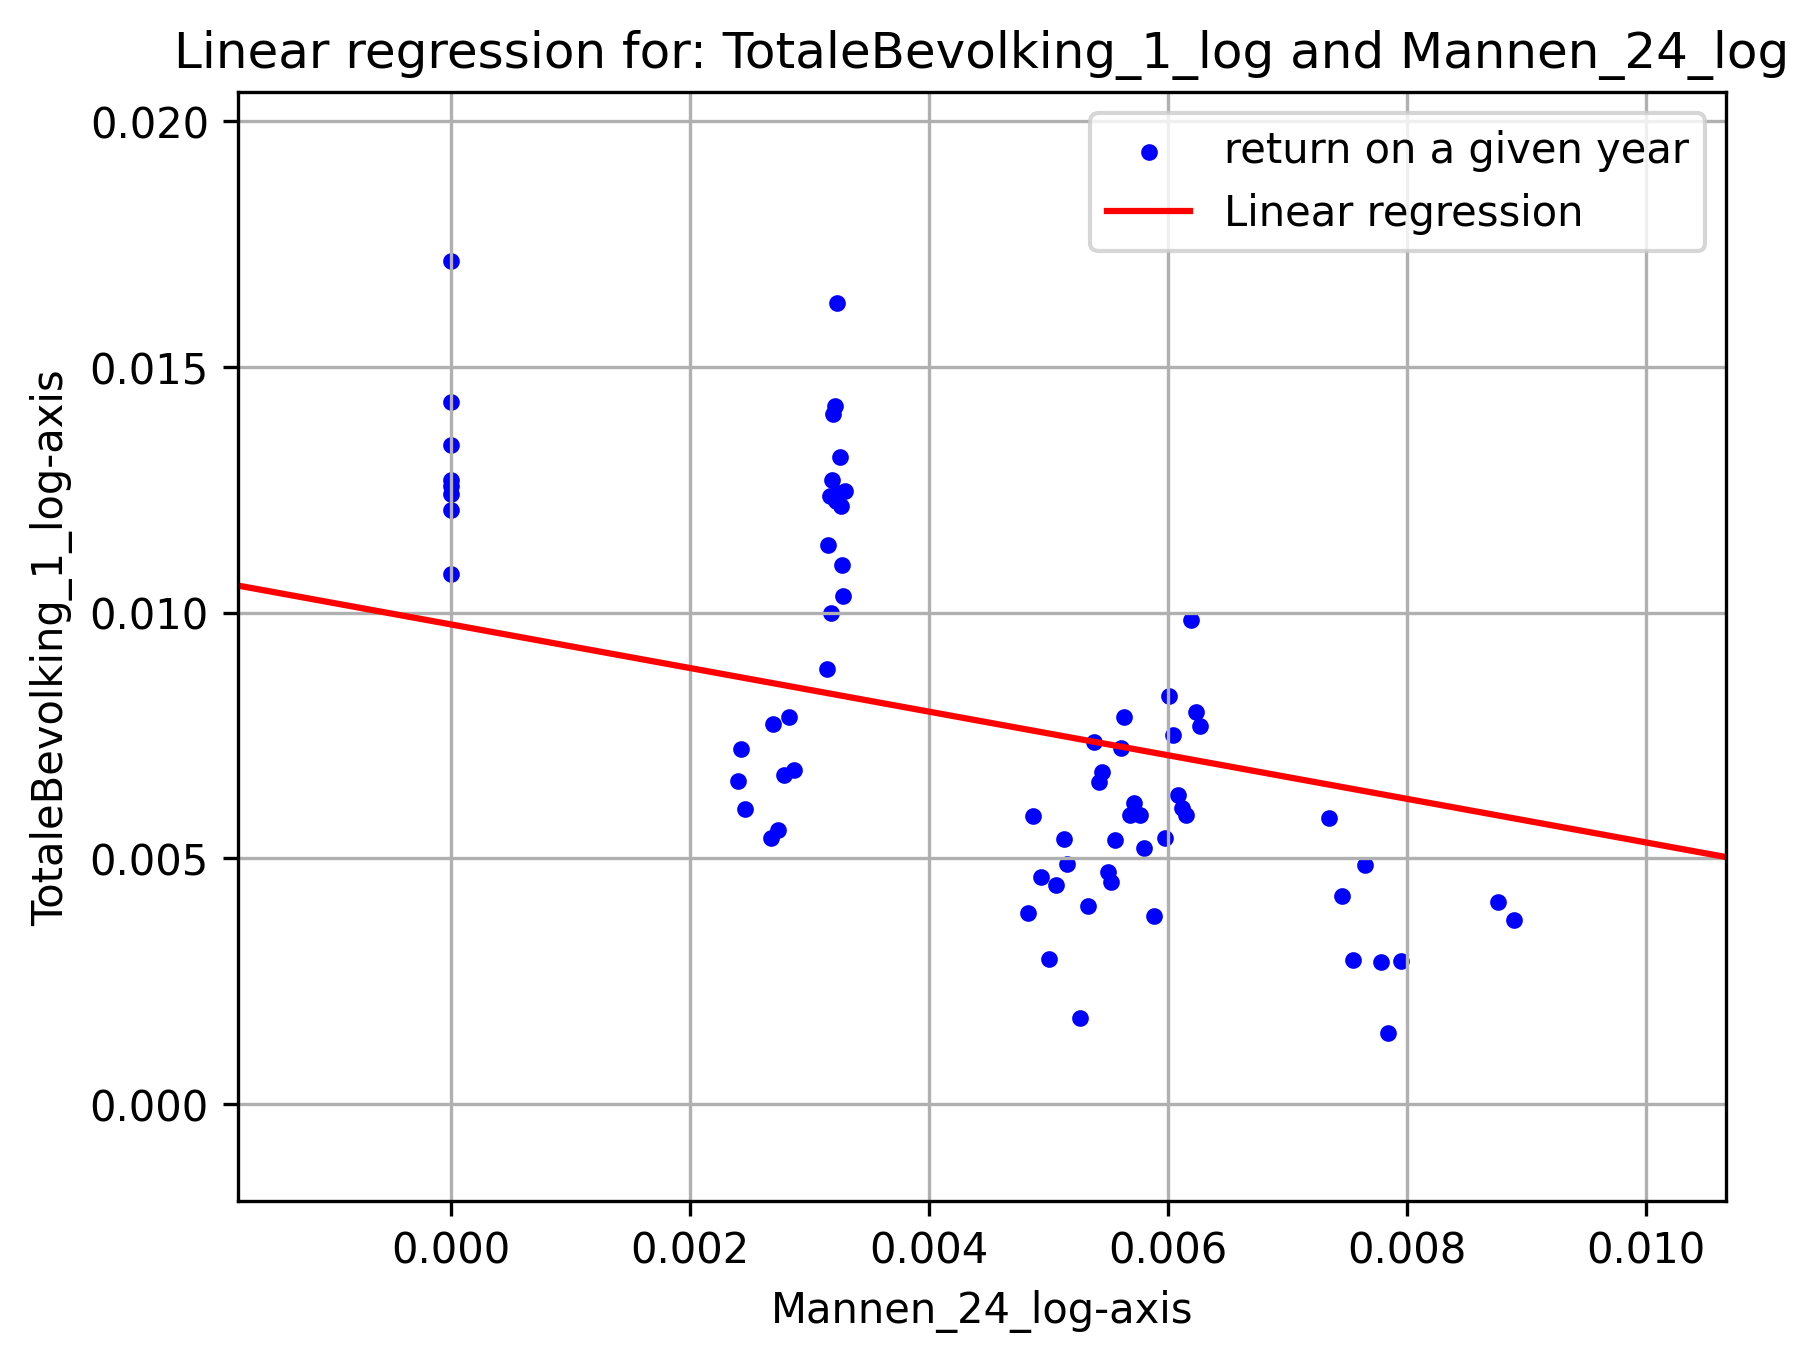 Linear regression for: TotaleBevolking_1_log and Mannen_24_log
return on a given year
Linear regression
TotaleBevolking_1_log-axis
0.020
0.015
0.010
0.005
0.000
0.000 0.002 0.004 0.006 0.008 0.010
Mannen_24_log-axis